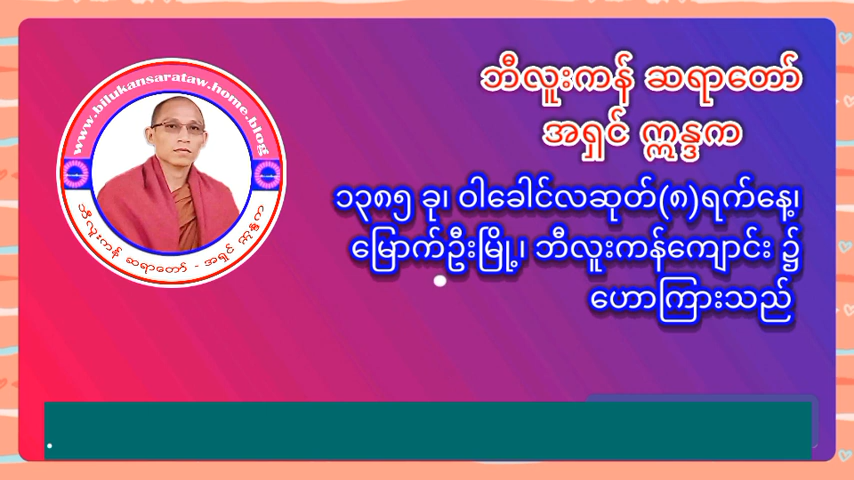 www.bilukansarataw.home.blog
ဘီလူးကန် ဆရာတော် - အရှင် ဣန္ဒက
ဘီလူးကန် ဆရာတော်
အရှင် ဣန္ဒက
၁၃၈၅ ခု၊ ဝါခေါင်လဆုတ်(၈)ရက်နေ့၊
မြောက်ဦးမြို့၊ ဘီလူးကန်ကျောင်း ၌
ဟောကြားသည်